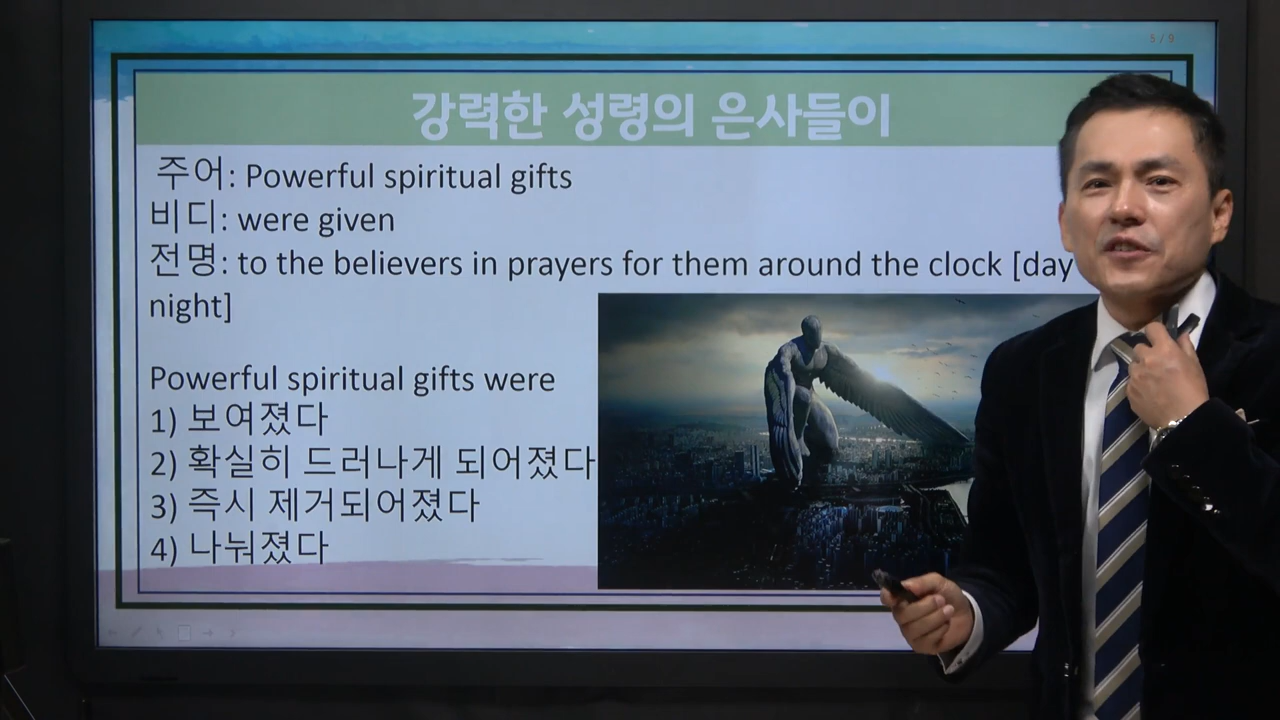 5 / 9
강력한 성령의 은사들이
주어: Powerful spiritual gifts
비디: were given
전명: to the believers in prayers for them around the clock [day
night]
Powerful spiritual gifts were
1) 보여졌다
2) 확실히 드러나게 되어졌다
3) 즉시 제거되어졌다
4) 나눠졌다